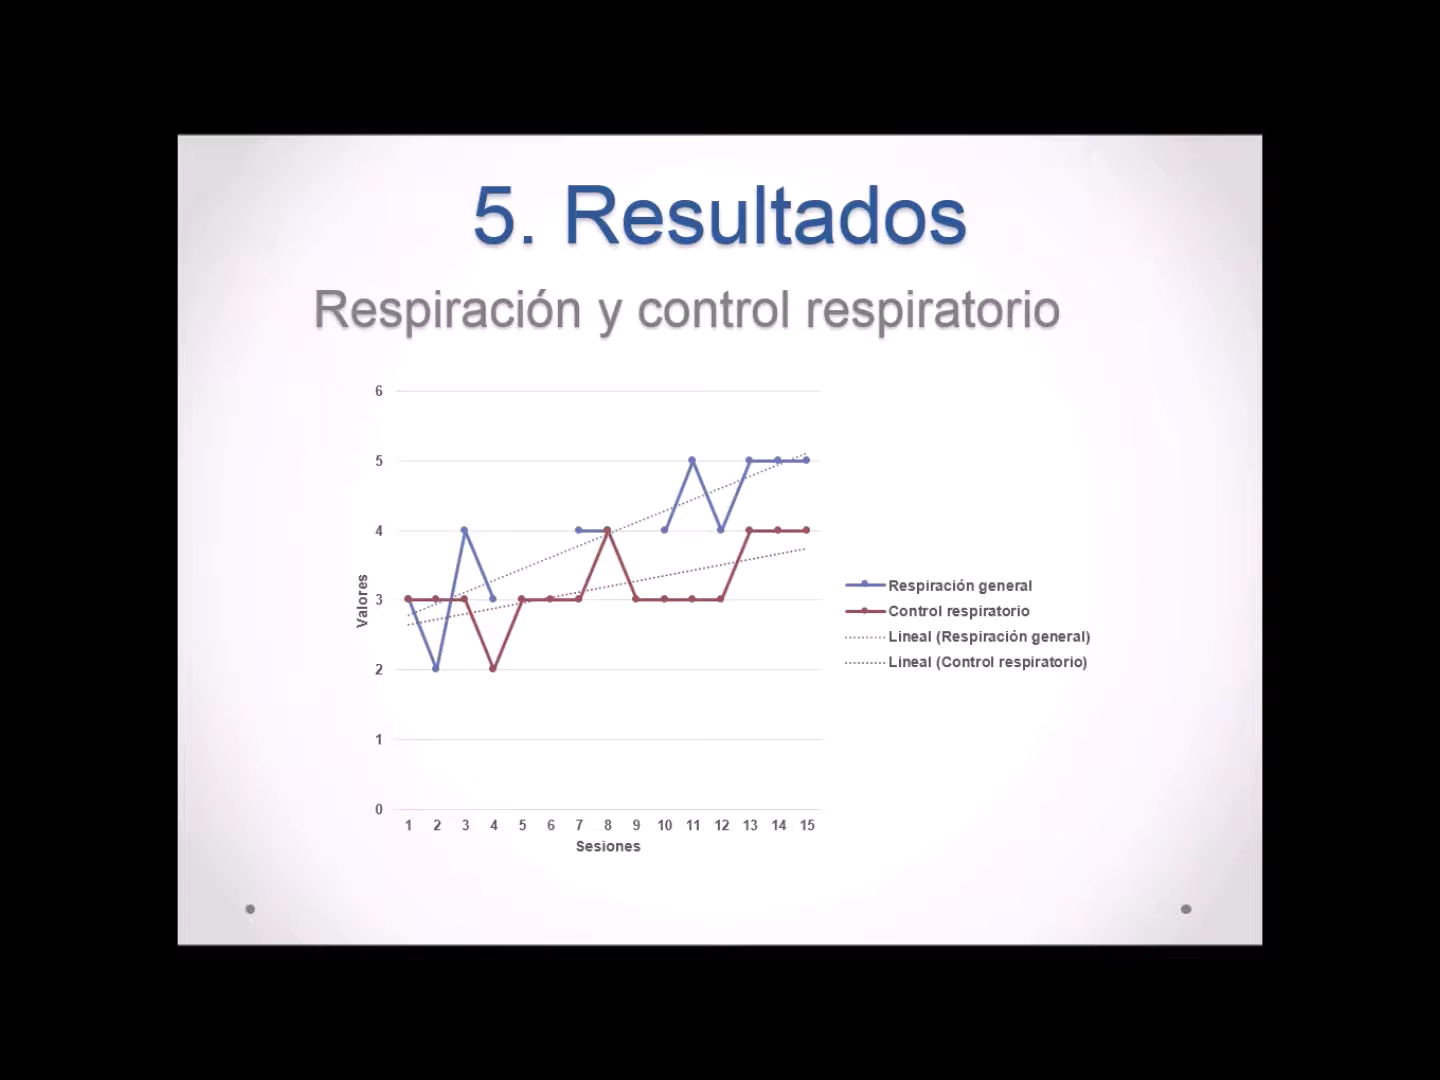 5. Resultados
Respiración y control respiratorio
6
5
4
3
2
1
0
Valores
1 2 3 4 5 6 7 8 9 10 11 12 13 14 15
Sesiones
Respiración general
Control respiratorio
Lineal (Respiración general)
Lineal (Control respiratorio)